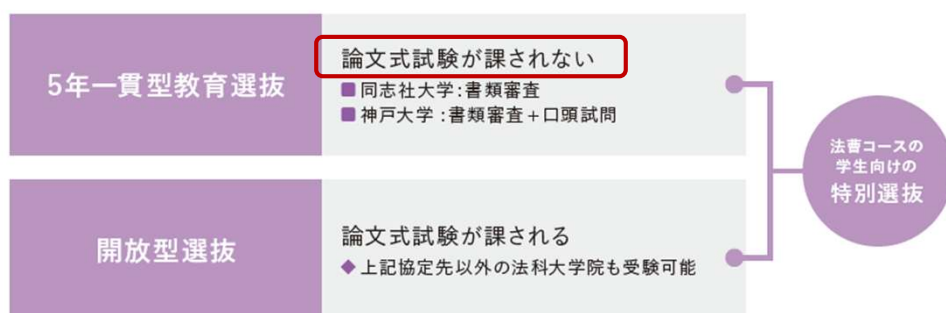 5年一貫型教育選抜
論文式試験が課されない
■同志社大学:書類審査
■神戸大学:書類審査+口頭試問
開放型選抜
論文式試験が課される
◆上記協定先以外の法科大学院も受験可能
法曹コースの
学生向けの
特別選抜